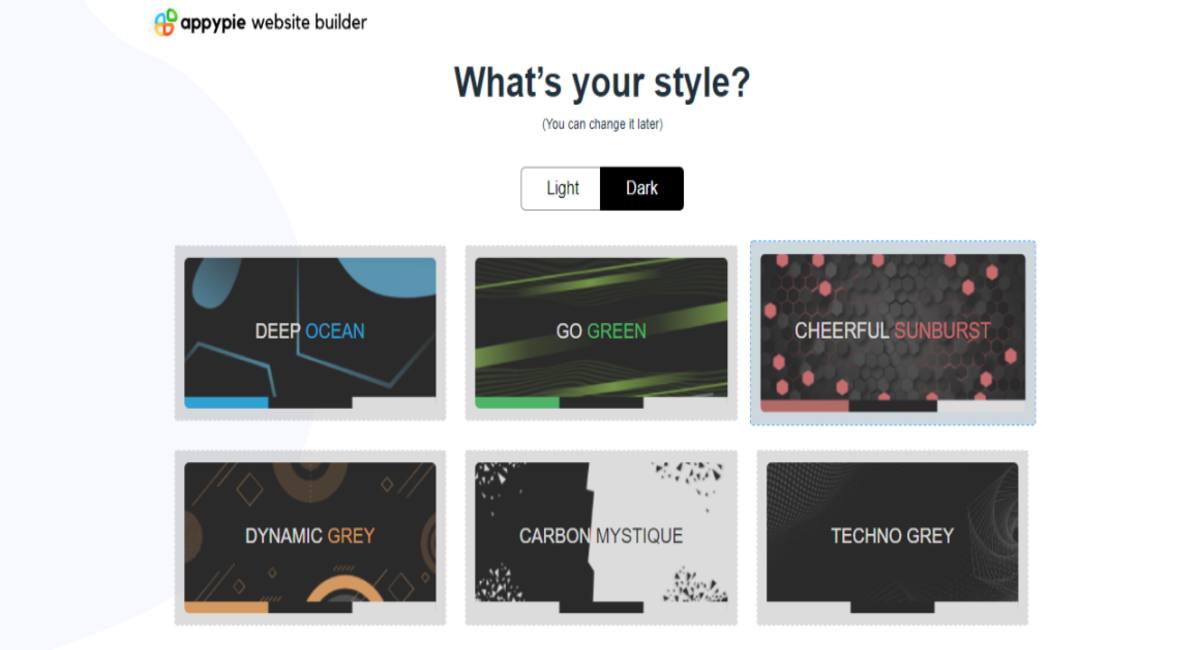 appypie website builder
What's your style?
(You can change it later)
Light Dark
DEEP OCEAN
GO GREEN
CHEERFUL SUNBURST
DYNAMIC GREY
CARBON MYSTIQUE
TECHNO GREY